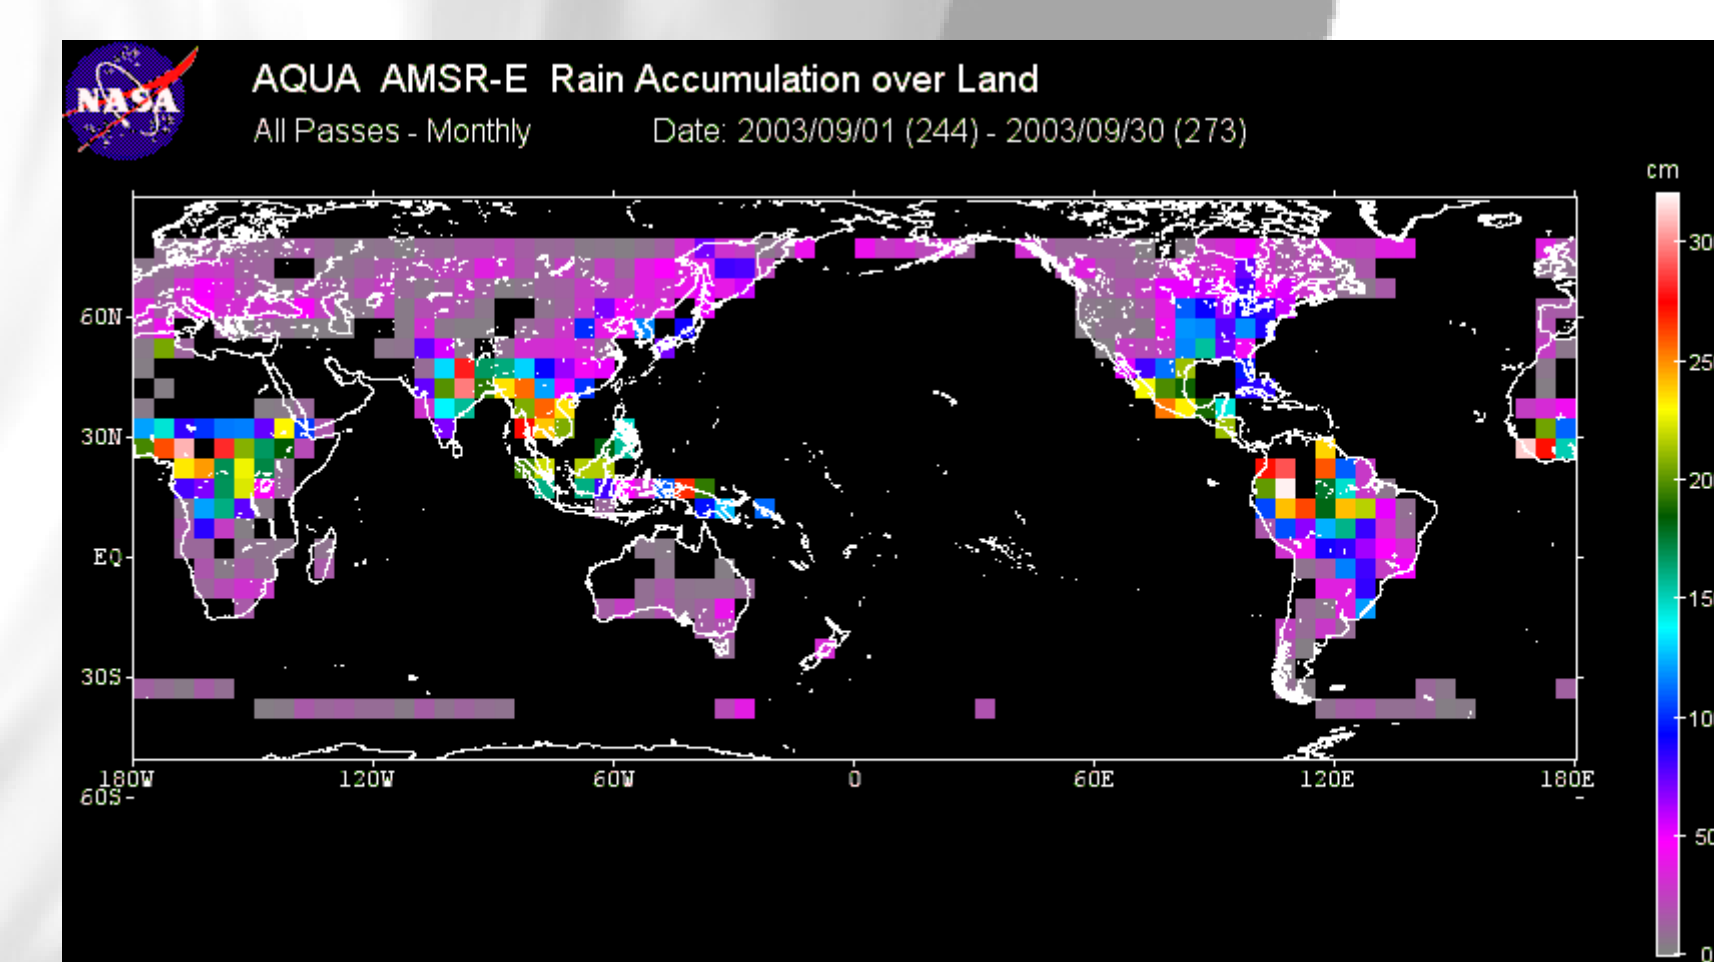 NASA
AQUA AMSR-E Rain Accumulation over Land
All Passes - Monthly Date: 2003/09/01 (244) - 2003/09/30 (273)
cm
30
25
20
15
10
50
0
60N
30N
EQ
30S
60S
180W 120W 60W 0 60E 120E 180E